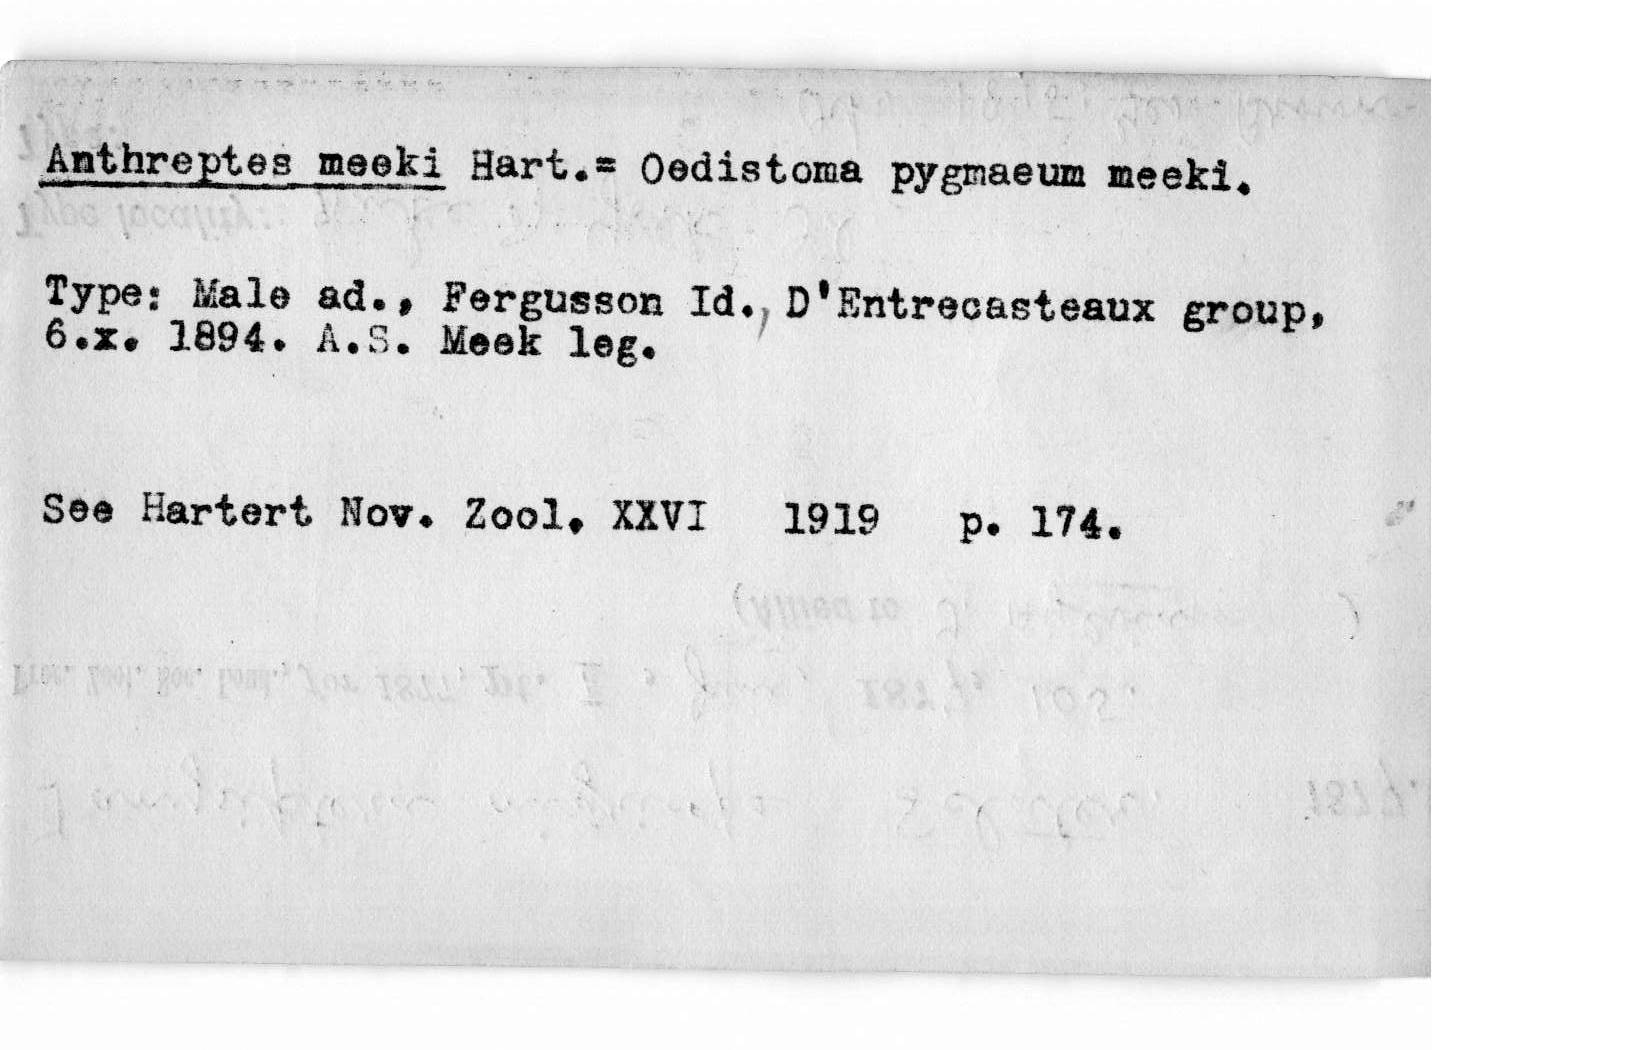 Anthreptes meeki Hart.= Oedistoma pygmaeum meeki.
Type: Male ad., Fergusson Id., D'Entrecasteaux group,
6.x. 1894. A.S. Meek leg.
See Hartert Nov. Zool. XXVI 1919 p. 174.